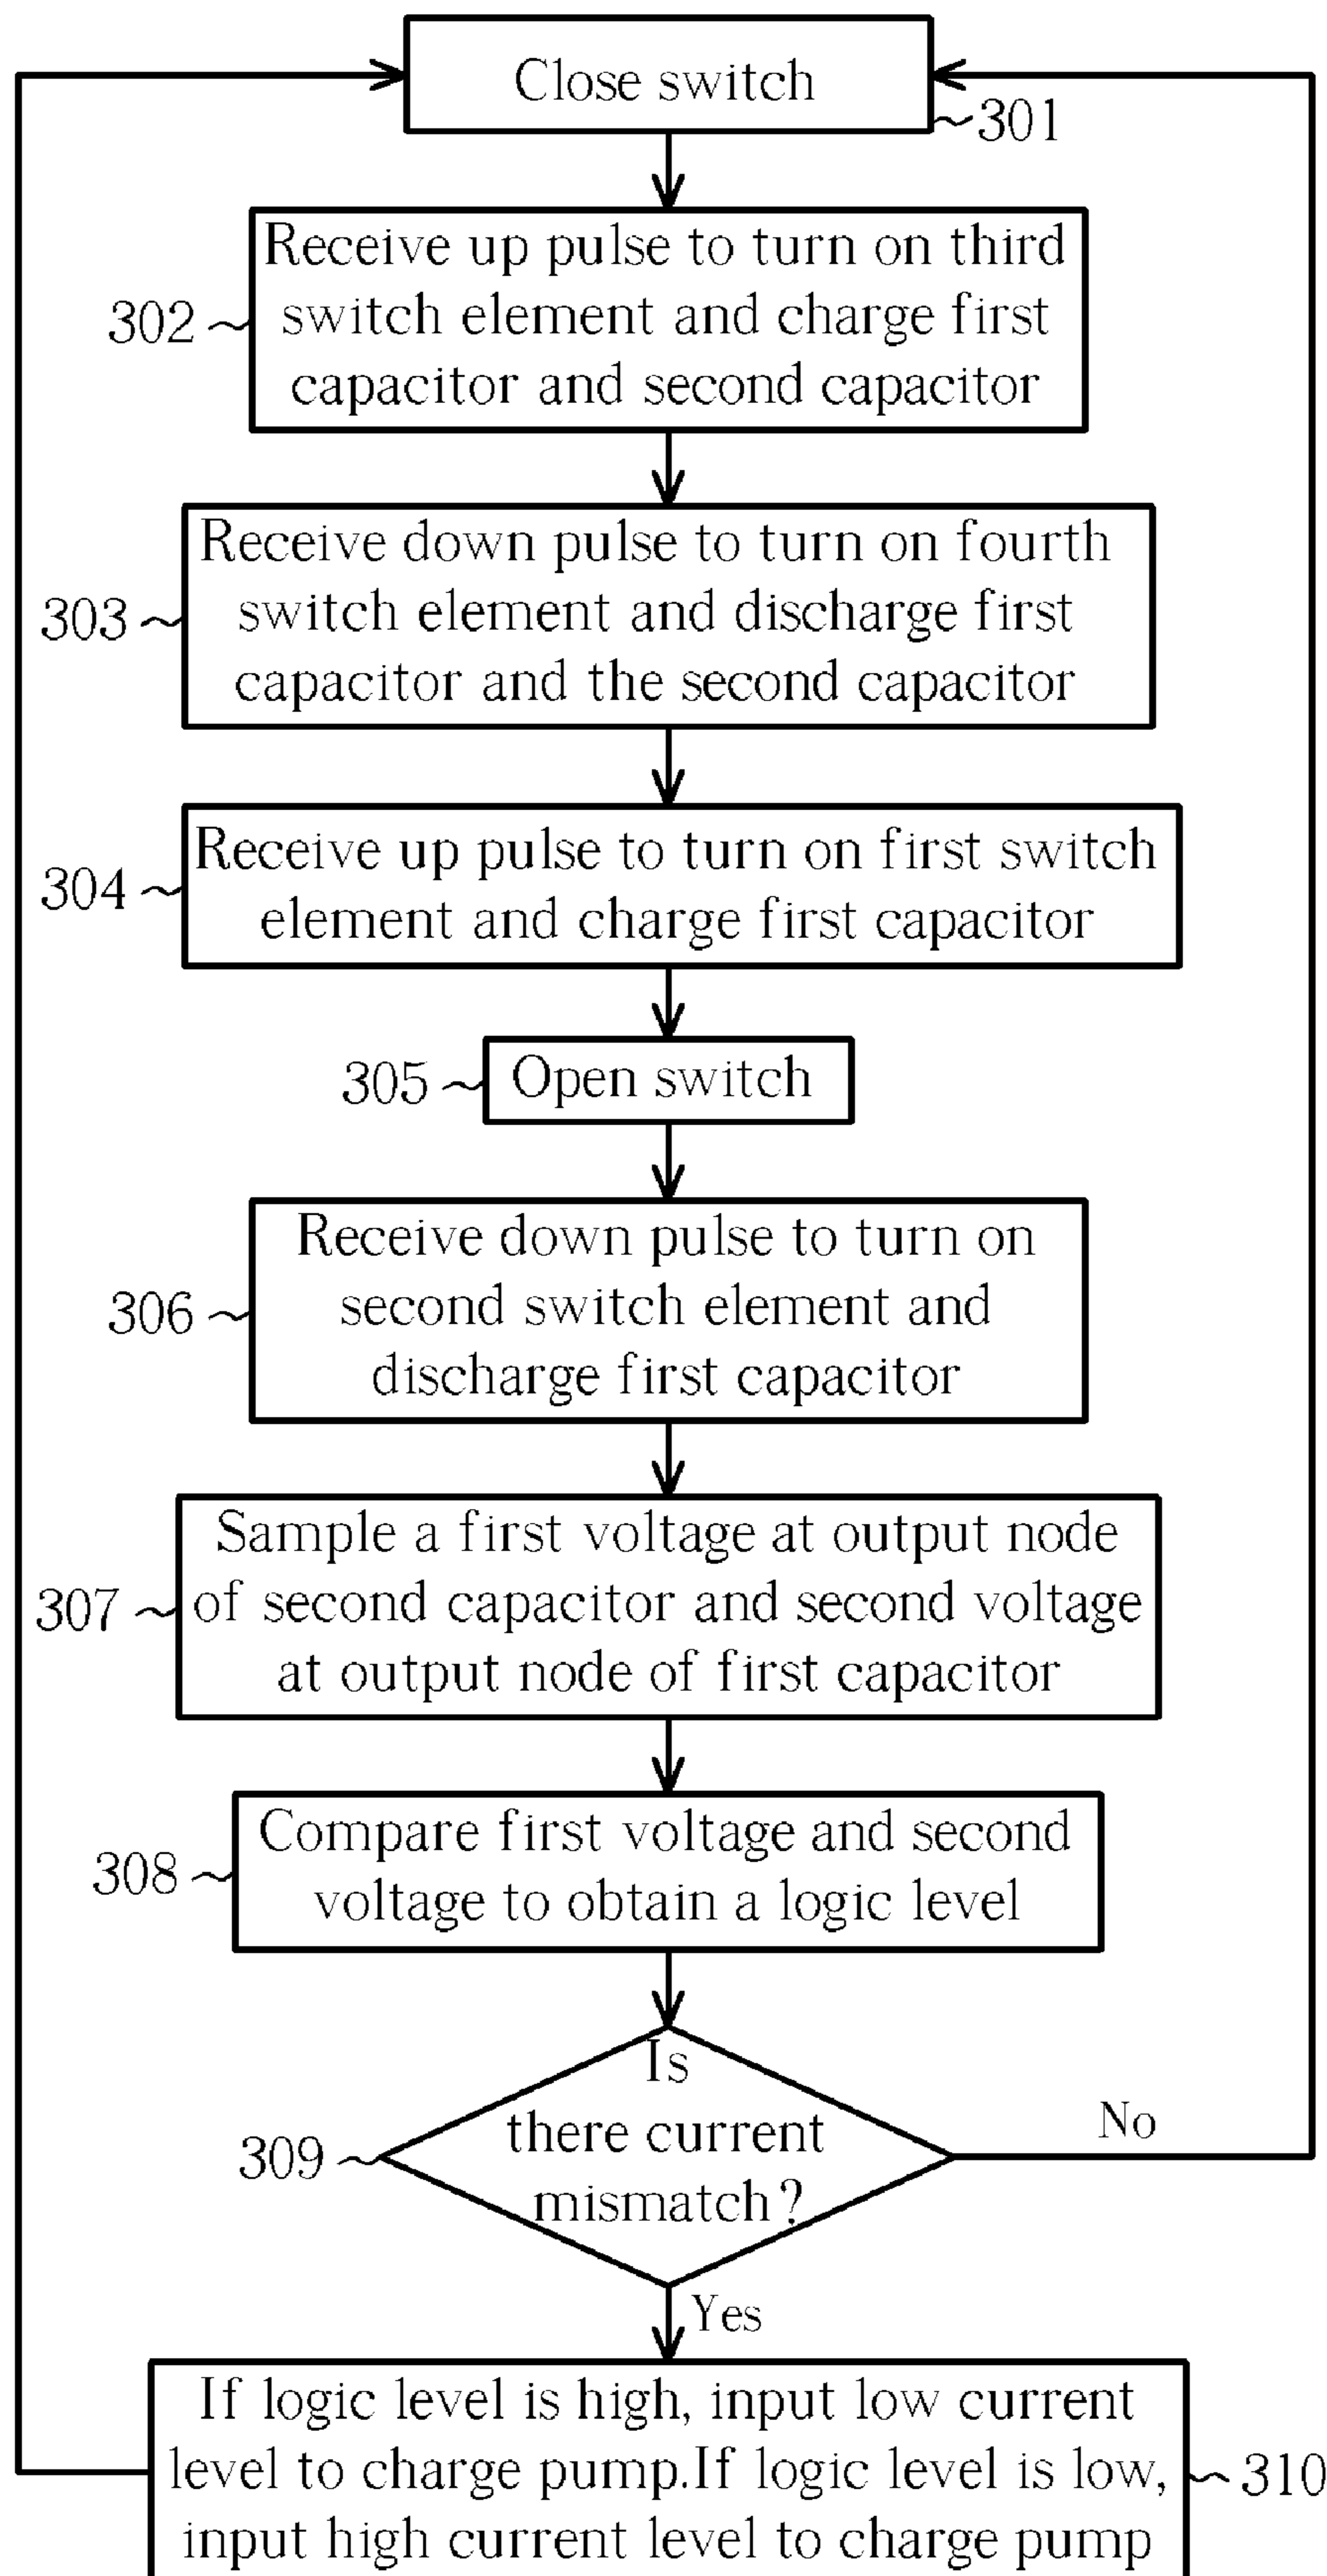 Close switch
301
Receive up pulse to turn on third
switch element and charge first
capacitor and second capacitor
302
Receive down pulse to turn on fourth
switch element and discharge first
capacitor and the second capacitor
303
Receive up pulse to turn on first switch
element and charge first capacitor
304
Open switch
305
Receive down pulse to turn on
second switch element and
discharge first capacitor
306
Sample a first voltage at output node
of second capacitor and second voltage
at output node of first capacitor
307
Compare first voltage and second
voltage to obtain a logic level
308
Is
there current
mismatch?
309
No
Yes
If logic level is high, input low current
level to charge pump.If logic level is low,
input high current level to charge pump
310